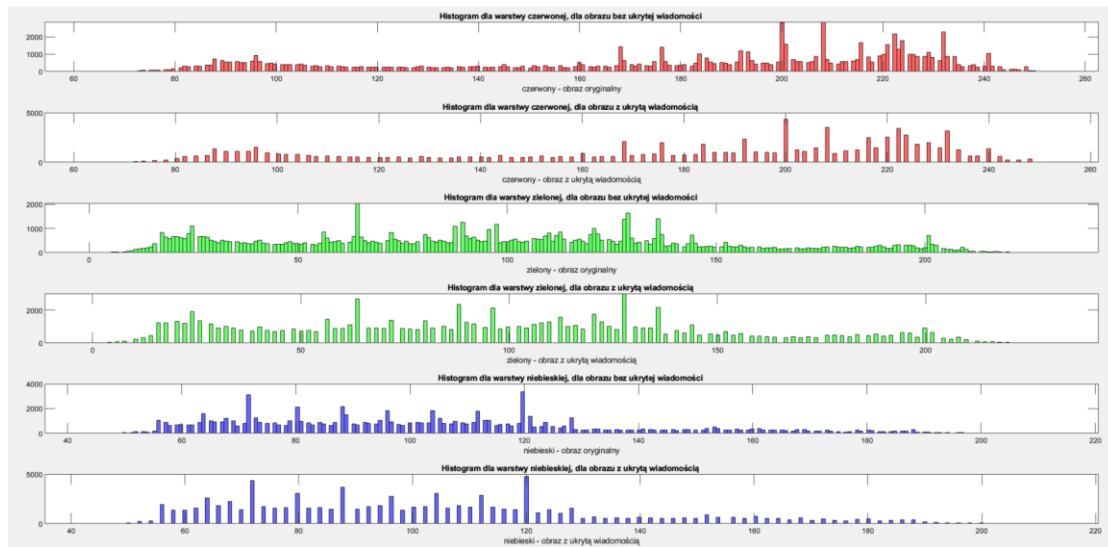 Histogram dla warstwy czerwonej, dla obrazu bez ukrytej wiadomości
2000
1000
0
60 80 100 120 140 160 180 200 220 240 260
czerwony - obraz oryginalny
Histogram dla warstwy czerwonej, dla obrazu z ukrytą wiadomością
5000
0
60 80 100 120 140 160 180 200 220 240 260
czerwony - obraz z ukrytą wiadomością
Histogram dla warstwy zielonej, dla obrazu bez ukrytej wiadomości
2000
1000
0
0 50 100 150 200
zielony - obraz oryginalny
Histogram dla warstwy zielonej, dla obrazu z ukrytą wiadomością
2000
0
0 50 100 150 200
zielony - obraz z ukrytą wiadomością
Histogram dla warstwy niebieskiej, dla obrazu bez ukrytej wiadomości
4000
2000
0
40 60 80 100 120 140 160 180 200 220
niebieski - obraz oryginalny
Histogram dla warstwy niebieskiej, dla obrazu z ukrytą wiadomością
5000
0
40 60 80 100 120 140 160 180 200 220
niebieski - obraz z ukrytą wiadomością